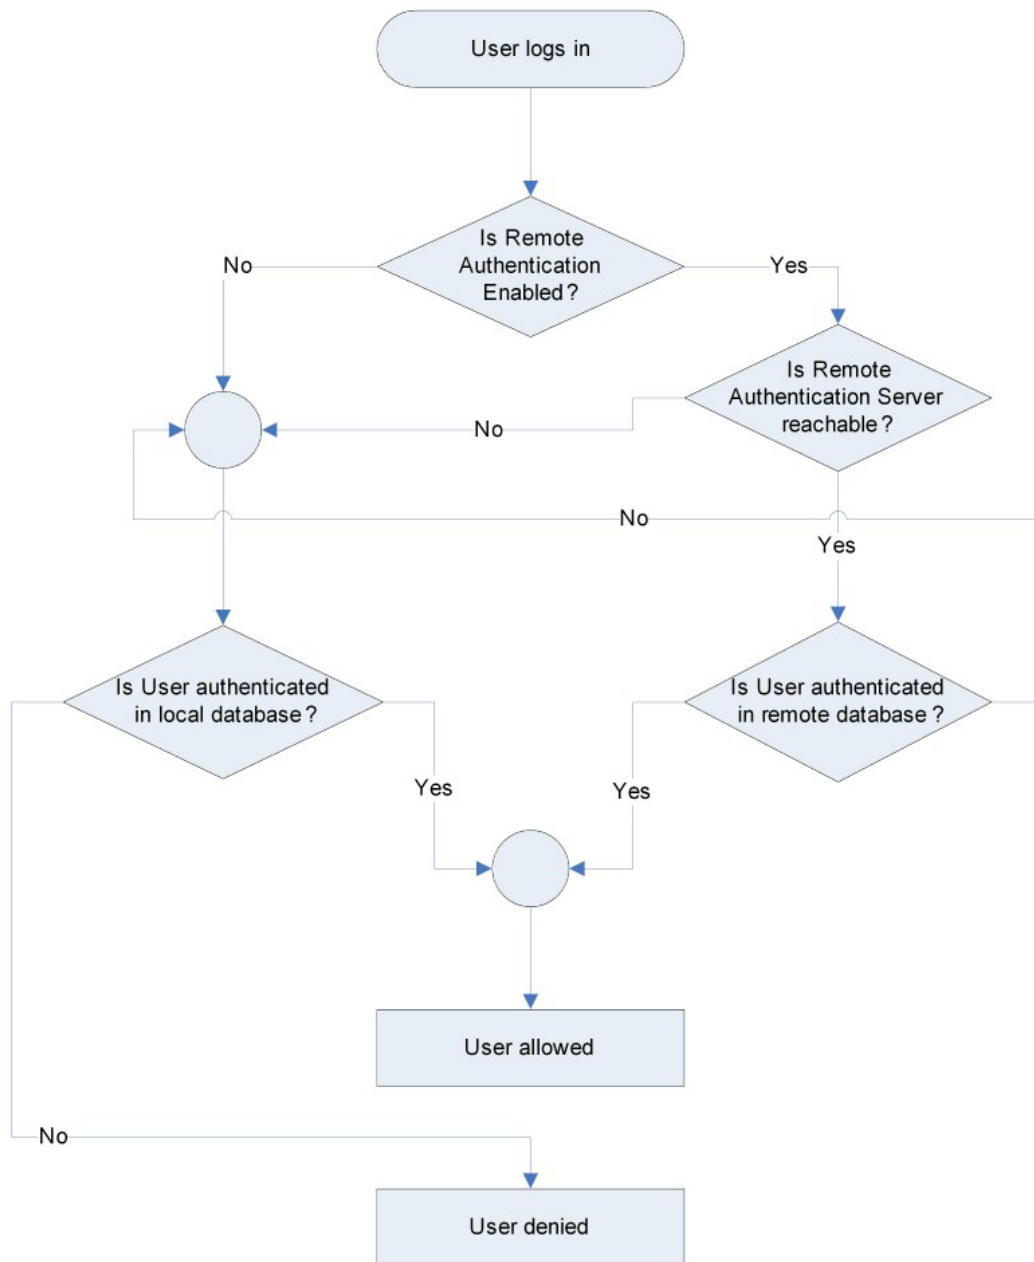 User logs in
Is Remote
Authentication
Enabled?
No
Yes
Is Remote
Authentication Server
reachable?
No
No
Yes
Is User authenticated
in local database?
Is User authenticated
in remote database?
Yes
Yes
User allowed
No
User denied